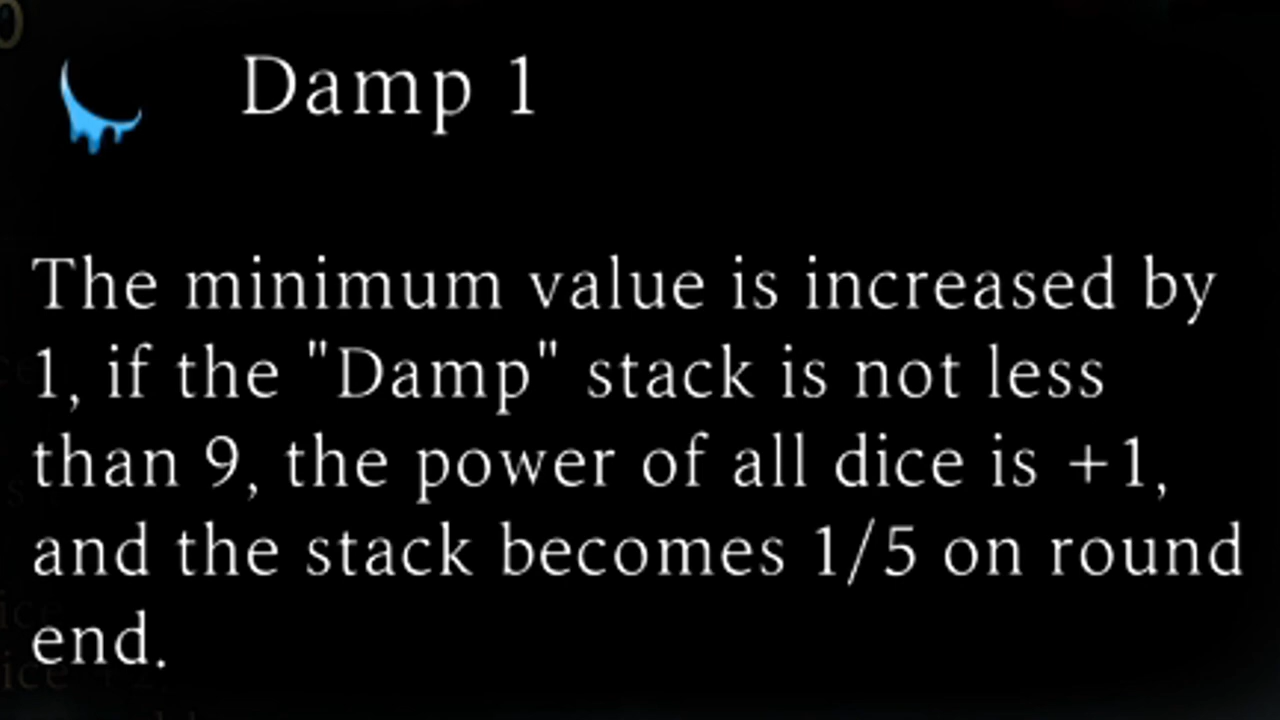 Damp 1
The minimum value is increased by
1, if the "Damp" stack is not less
than 9, the power of all dice is +1,
and the stack becomes 1/5 on round
end.